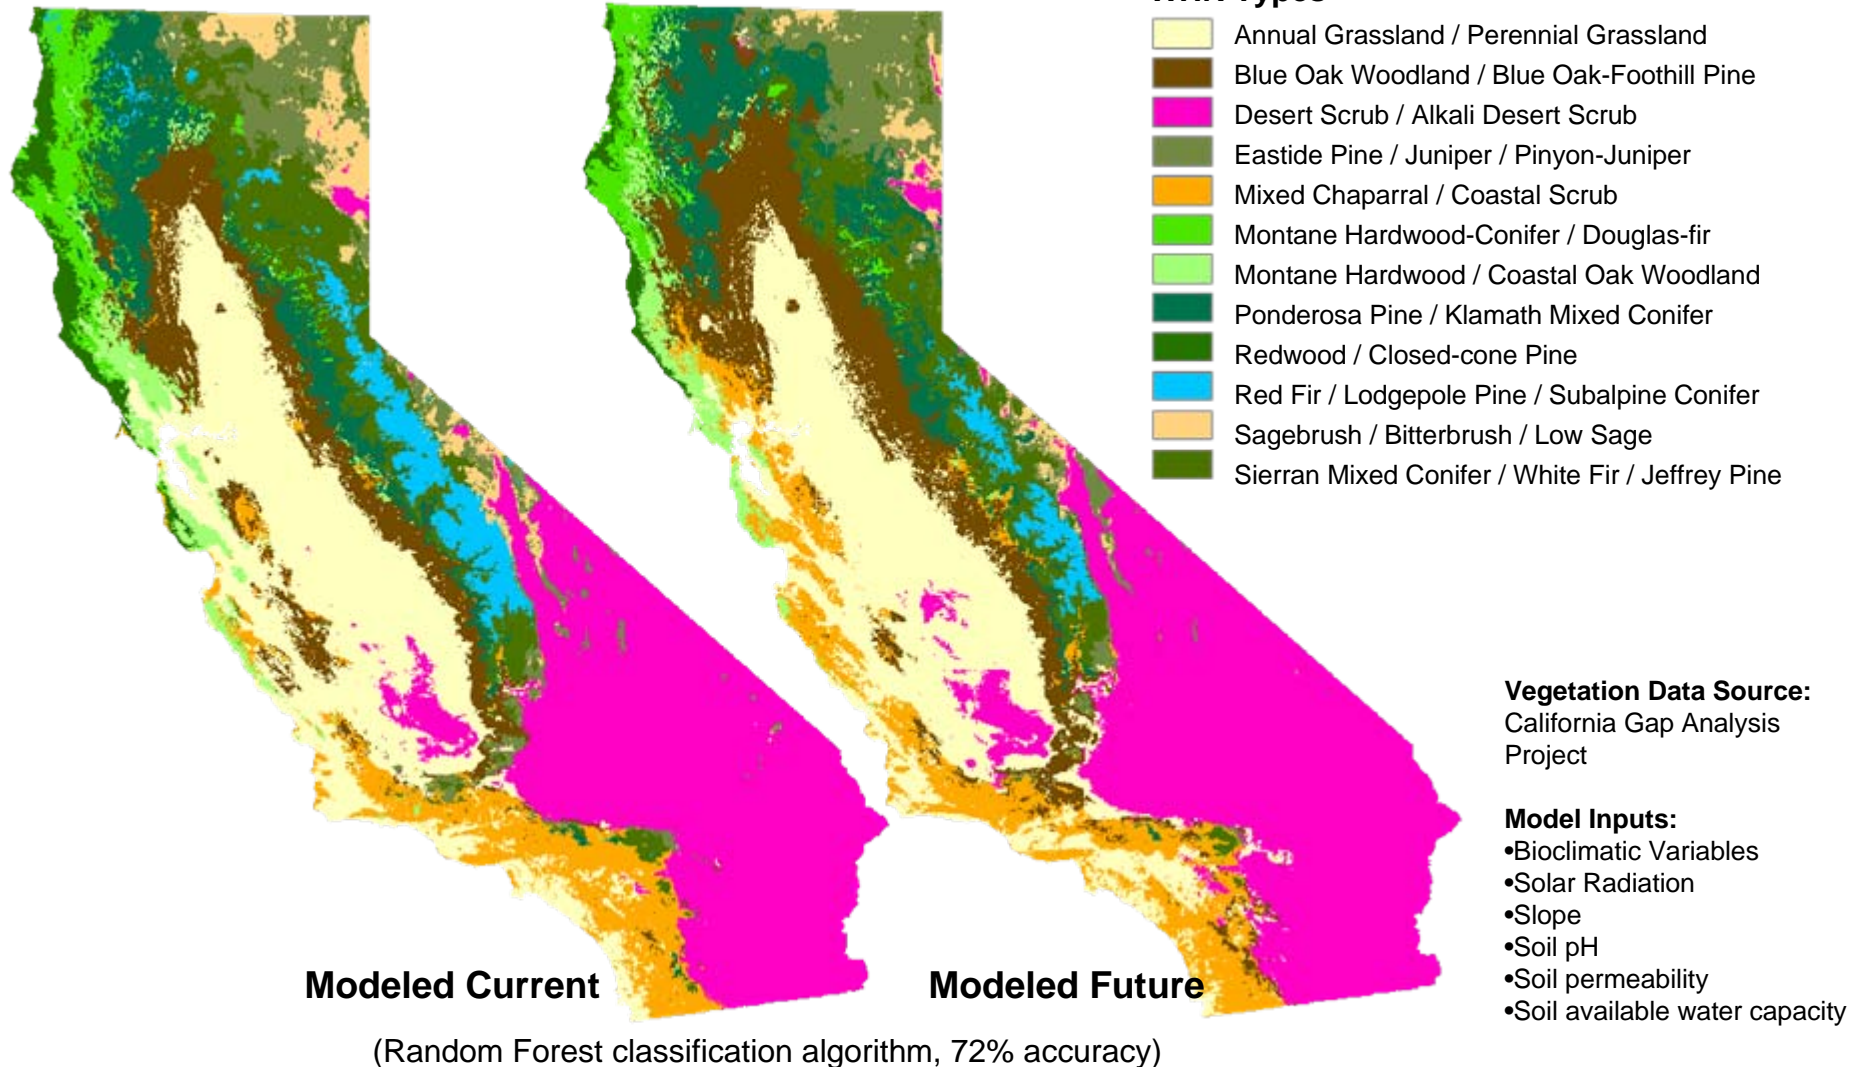 Types
Annual Grassland / Perennial Grassland
Blue Oak Woodland / Blue Oak-Foothill Pine
Desert Scrub / Alkali Desert Scrub
Eastide Pine / Juniper / Pinyon-Juniper
Mixed Chaparral / Coastal Scrub
Montane Hardwood-Conifer / Douglas-fir
Montane Hardwood / Coastal Oak Woodland
Ponderosa Pine / Klamath Mixed Conifer
Redwood / Closed-cone Pine
Red Fir / Lodgepole Pine / Subalpine Conifer
Sagebrush / Bitterbrush / Low Sage
Sierran Mixed Conifer / White Fir / Jeffrey Pine
Vegetation Data Source:
California Gap Analysis
Project
Model Inputs:
•Bioclimatic Variables
•Solar Radiation
•Slope
•Soil pH
•Soil permeability
•Soil available water capacity
Modeled Current
Modeled Future
(Random Forest classification algorithm, 72% accuracy)